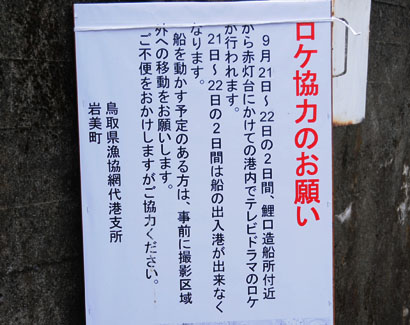 ロケ協力のお願い
９月21日～22日の２日間、鯉口造船所付近
から赤灯台にかけての港内でテレビドラマのロケ
が行われます。
21日～22日の２日間は船の出入港が出来なく
なります。
船を動かす予定のある方は、事前に撮影区域
外への移動をお願いします。
ご不便をおかけしますがご協力ください。
鳥取県漁協網代港支所
岩美町